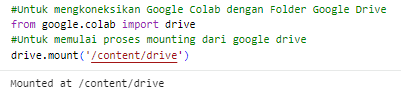 #Untuk mengkoneksikan Google Colab dengan Folder Google Drive
from google.colab import drive
#Untuk memulai proses mounting dari google drive
drive.mount('/content/drive')
Mounted at /content/drive